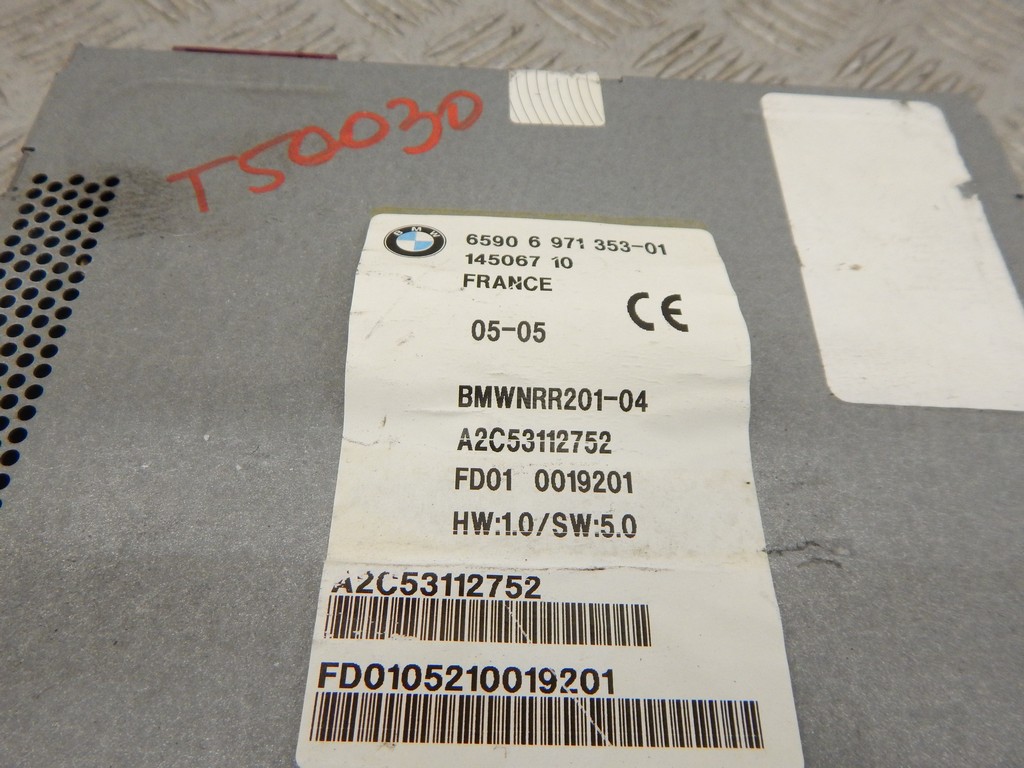 T50030
BMW
6590 6 971 353-01
145067 10
FRANCE
CE
05-05
BMWNRR201-04
A2C53112752
FD01 0019201
HW:1.0/SW:5.0
A2C53112752
FD0105210019201